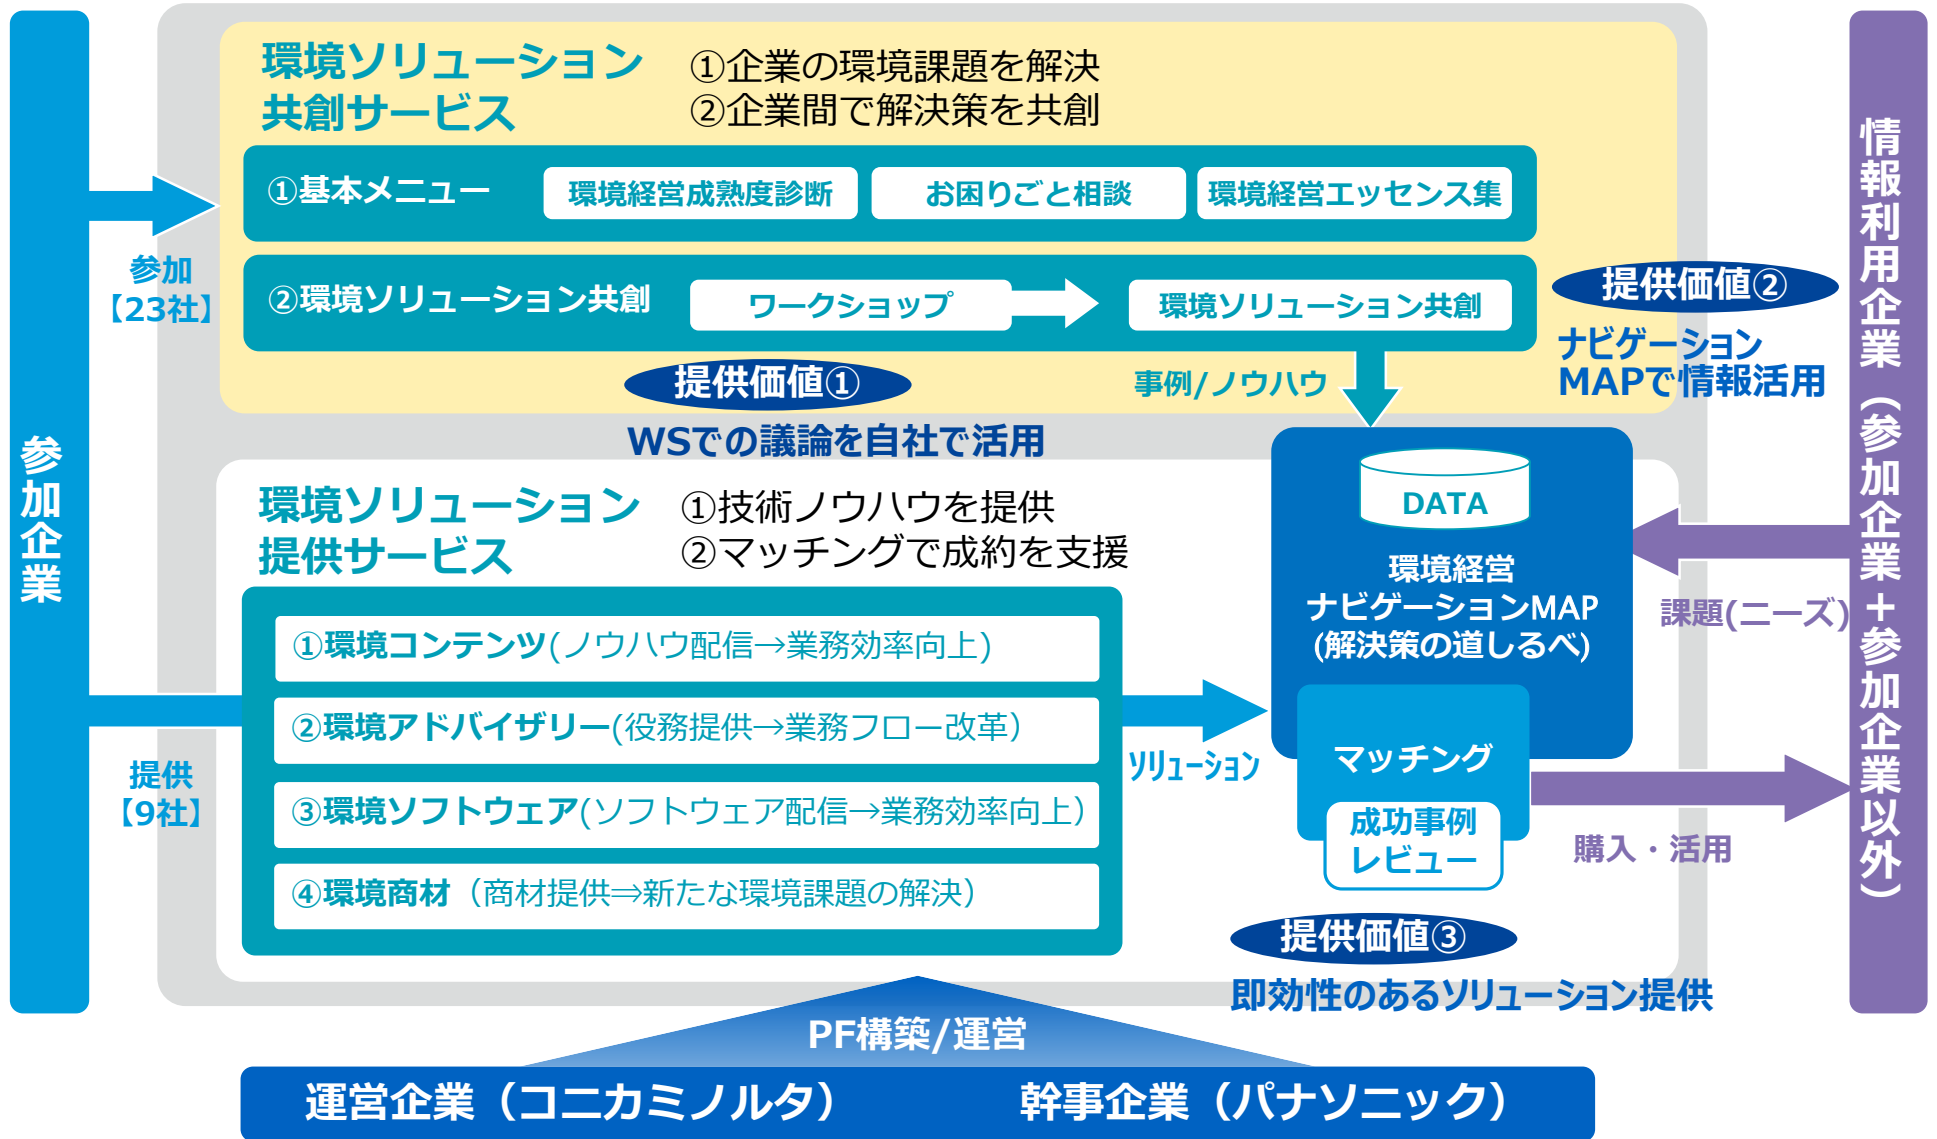 環境ソリューション
共創サービス
①企業の環境課題を解決
②企業間で解決策を共創
①基本メニュー
環境経営成熟度診断
お困りごと相談
環境経営エッセンス集
②環境ソリューション共創
ワークショップ
環境ソリューション共創
参加
【23社】
参加企業
提供価値①
WSでの議論を自社で活用
事例/ノウハウ
提供価値②
ナビゲーション
MAPで情報活用
情報利用企業（参加企業＋参加企業以外）
環境ソリューション
提供サービス
①技術ノウハウを提供
②マッチングで成約を支援
①環境コンテンツ(ノウハウ配信→業務効率向上)
②環境アドバイザリー(役務提供→業務フロー改革）
③環境ソフトウェア(ソフトウェア配信→業務効率向上）
④環境商材（商材提供⇒新たな環境課題の解決）
提供
【9社】
ソリューション
DATA
環境経営
ナビゲーションMAP
(解決策の道しるべ)
マッチング
成功事例
レビュー
課題(ニーズ)
購入・活用
提供価値③
即効性のあるソリューション提供
PF構築/運営
運営企業（コニカミノルタ）
幹事企業（パナソニック）